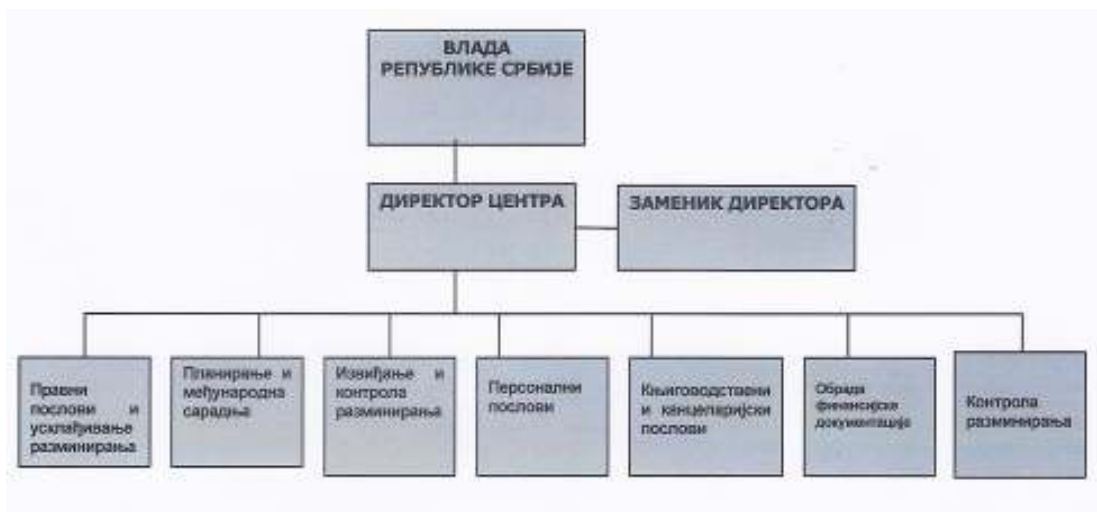 ВЛАДА
РЕПУБЛИКЕ СРБИЈЕ
ДИРЕКТОР ЦЕНТРА
ЗАМЕНИК ДИРЕКТОРА
Правни
послови и
усклађивање
разминирања
Планирање и
међународна
сарадња
Извиђање и
контрола
разминирања
Персонални
послови
Књиговодствени
и канцеларијски
послови
Обрада
финансијске
документације
Контрола
разминирања